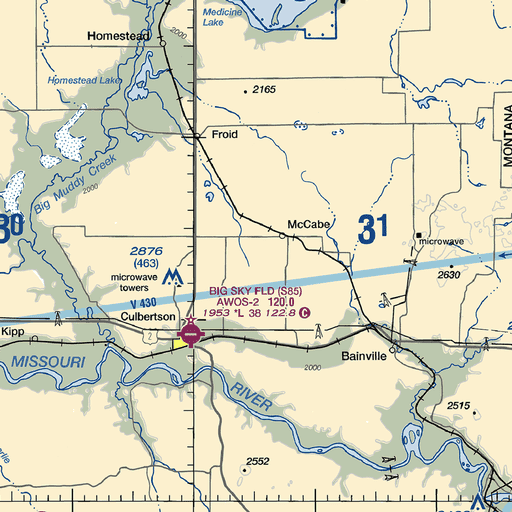 Medicine
Lake
2000
Homestead
Homestead Lake
2165
MONTANA
Froid
Big Muddy Creek
2000
30
McCabe
31
microwave
2876
(463)
microwave
towers
2630
BIG SKY FLD (S85)
V 430
AWOS-2 120.0
Culbertson
1953 *L 38 122.8 C
Kipp
2
Bainville
MISSOURI
2000
RIVER
2515
2552